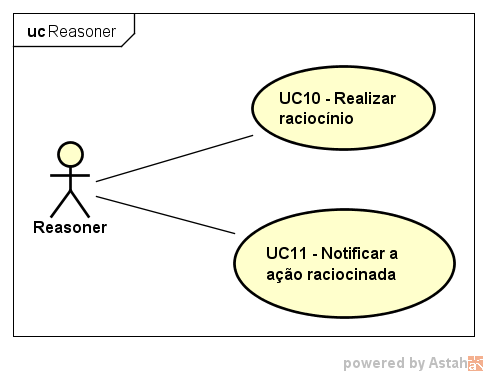 uc Reasoner
UC10 - Realizar
raciocínio
Reasoner
UC11 - Notificar a
ação raciocinada
powered by Astah